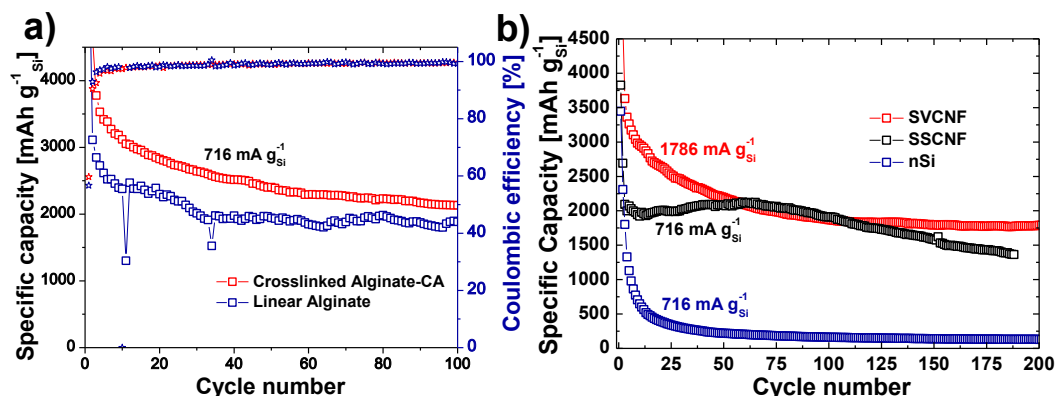 a)
Specific capacity [mAh g⁻¹Si]
4000
3000
2000
1000
0
0
20
40
60
80
100
Cycle number
100
80
60
40
20
0
Coulombic efficiency [%]
716 mA g⁻¹Si
Crosslinked Alginate-CA
Linear Alginate
b)
Specific Capacity [mAh g⁻¹Si]
4500
4000
3500
3000
2500
2000
1500
1000
500
0
0
25
50
75
100
125
150
175
200
Cycle number
1786 mA g⁻¹Si
716 mA g⁻¹Si
716 mA g⁻¹Si
SVCNF
SSCNF
nSi